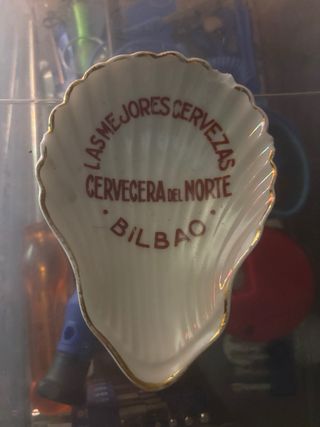 LAS MEJORES CERVEZAS
CERVECERA DEL NORTE
· BiLBAO ·